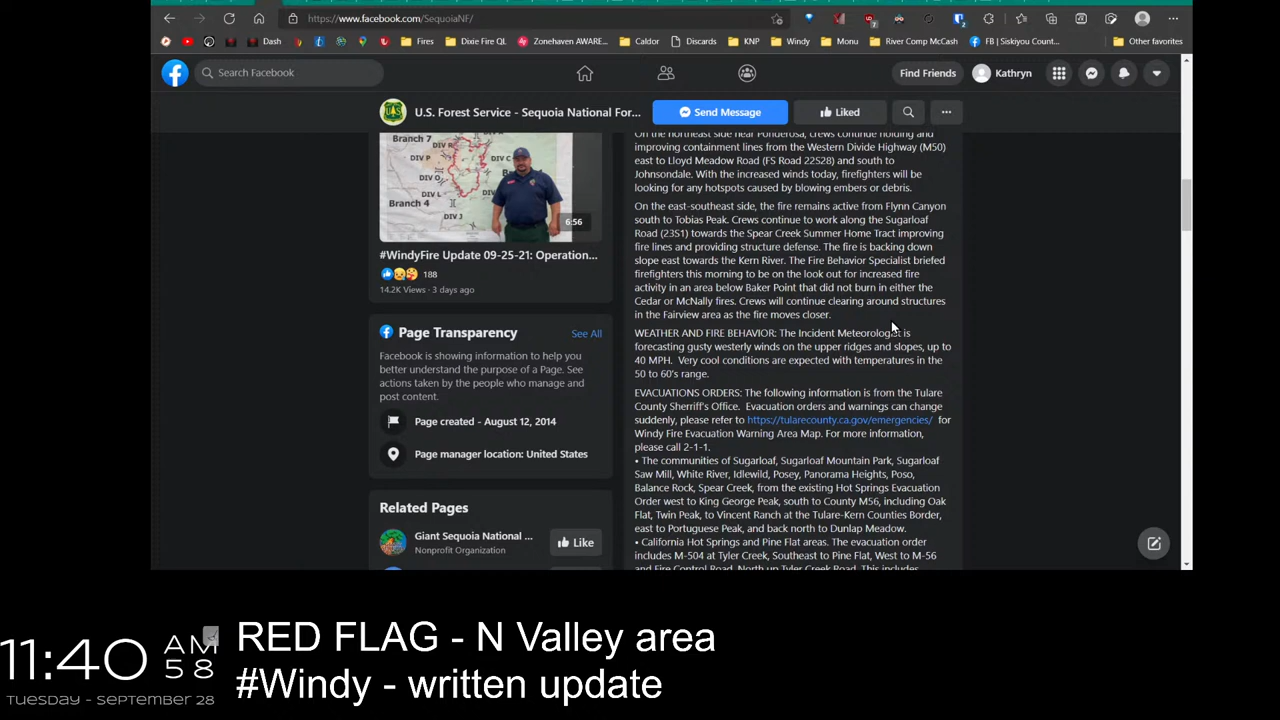 https://www.facebook.com/SequoiaNF/
Dash
Fires
Dixie Fire QL
Zonehaven AWARE...
Caldor
Discards
KNP
Windy
Monu
River Comp McCash
FB | Siskiyou Count...
Other favorites
Search Facebook
Find Friends
Kathryn
U.S. Forest Service - Sequoia National For...
Send Message
Liked
Branch 7
DIV R
DIV P
DIV C
DIV O
DIV L
Branch 4
DIV J
6:56
#WindyFire Update 09-25-21: Operation...
188
14.2K Views · 3 days ago
Page Transparency
See All
Facebook is showing information to help you
better understand the purpose of a Page. See
actions taken by the people who manage and
post content.
Page created - August 12, 2014
Page manager location: United States
Related Pages
Giant Sequoia National ...
Nonprofit Organization
Like
On the northeast side near Ponderosa, crews continue holding and
improving containment lines from the Western Divide Highway (M50)
east to Lloyd Meadow Road (FS Road 22S28) and south to
Johnsondale. With the increased winds today, firefighters will be
looking for any hotspots caused by blowing embers or debris.
On the east-southeast side, the fire remains active from Flynn Canyon
south to Tobias Peak. Crews continue to work along the Sugarloaf
Road (23S1) towards the Spear Creek Summer Home Tract improving
fire lines and providing structure defense. The fire is backing down
slope east towards the Kern River. The Fire Behavior Specialist briefed
firefighters this morning to be on the look out for increased fire
activity in an area below Baker Point that did not burn in either the
Cedar or McNally fires. Crews will continue clearing around structures
in the Fairview area as the fire moves closer.
WEATHER AND FIRE BEHAVIOR: The Incident Meteorologist is
forecasting gusty westerly winds on the upper ridges and slopes, up to
40 MPH. Very cool conditions are expected with temperatures in the
50 to 60's range.
EVACUATIONS ORDERS: The following information is from the Tulare
County Sherriff's Office. Evacuation orders and warnings can change
suddenly, please refer to https://tularecounty.ca.gov/emergencies/ for
Windy Fire Evacuation Warning Area Map. For more information,
please call 2-1-1.
• The communities of Sugarloaf, Sugarloaf Mountain Park, Sugarloaf
Saw Mill, White River, Idlewild, Posey, Panorama Heights, Poso,
Balance Rock, Spear Creek, from the existing Hot Springs Evacuation
Order west to King George Peak, south to County M56, including Oak
Flat, Twin Peak, to Vincent Ranch at the Tulare-Kern Counties Border,
east to Portuguese Peak, and back north to Dunlap Meadow.
• California Hot Springs and Pine Flat areas. The evacuation order
includes M-504 at Tyler Creek, Southeast to Pine Flat, West to M-56
and Fire Control Road, North up Tyler Creek Road. This includes
11:40 AM 58
TUESDAY - SEPTEMBER 28
RED FLAG - N Valley area
#Windy - written update